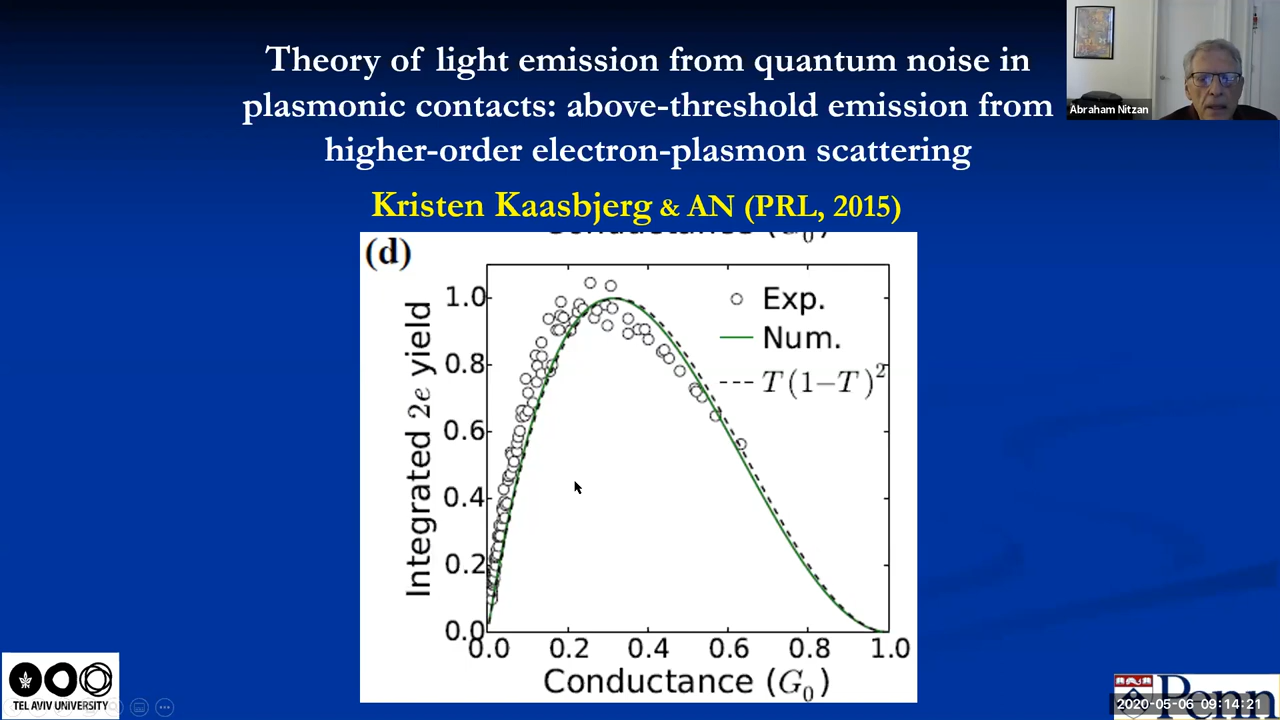 Theory of light emission from quantum noise in
plasmonic contacts: above-threshold emission from
higher-order electron-plasmon scattering
Abraham Nitzan
Kristen Kaasbjerg & AN (PRL, 2015)
(d)
Exp.
Num.
T(1−T)²
Integrated 2e yield
1.0
0.8
0.6
0.4
0.2
0.0
0.0 0.2 0.4 0.6 0.8 1.0
Conductance (G₀)
TEL AVIV UNIVERSITY
Penn
2020-05-06 09:14:21